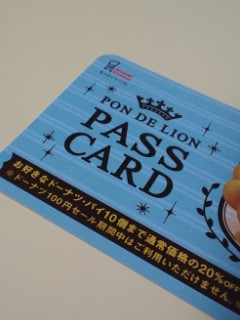 PON DE LION
PASS
CARD
お好きなドーナツ・パイ10個まで通常価格の20%OFF
※ドーナツ100円セール期間中はご利用いただけません。